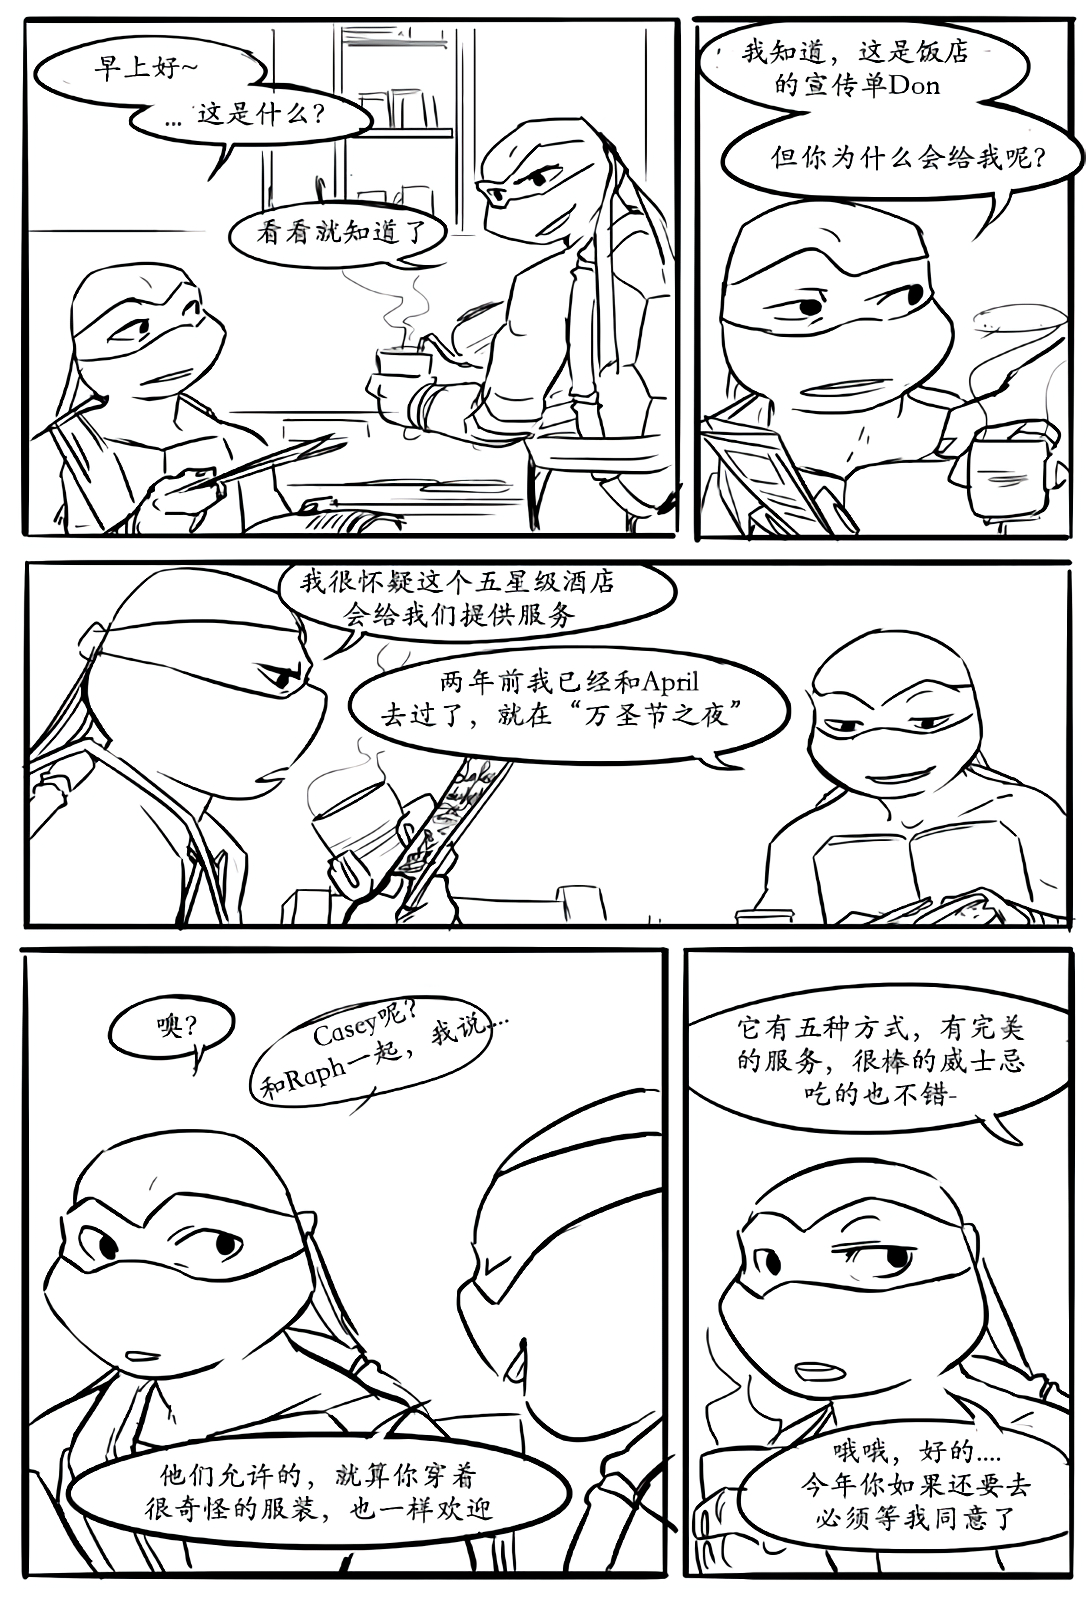 早上好~
... 这是什么?
看看就知道了
我知道，这是饭店
的宣传单Don
但你为什么会给我呢?
我很怀疑这个五星级酒店
会给我们提供服务
两年前我已经和April
去过了，就在“万圣节之夜”
噢?
Casey呢?
和Raph一起，我说...
他们允许的，就算你穿着
很奇怪的服装，也一样欢迎
它有五种方式，有完美
的服务，很棒的威士忌
吃的也不错-
哦哦，好的....
今年你如果还要去
必须等我同意了